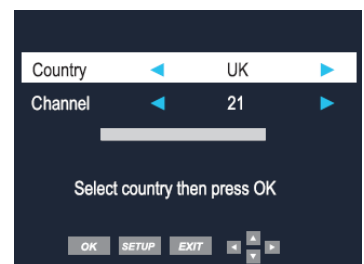 Country UK
Channel 21
Select country then press OK
OK SETUP EXIT